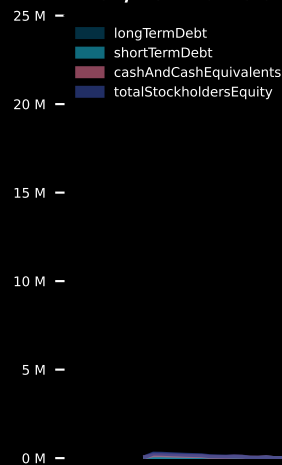 25 M
longTermDebt
shortTermDebt
cashAndCashEquivalents
totalStockholdersEquity
20 M
15 M
10 M
5 M
0 M